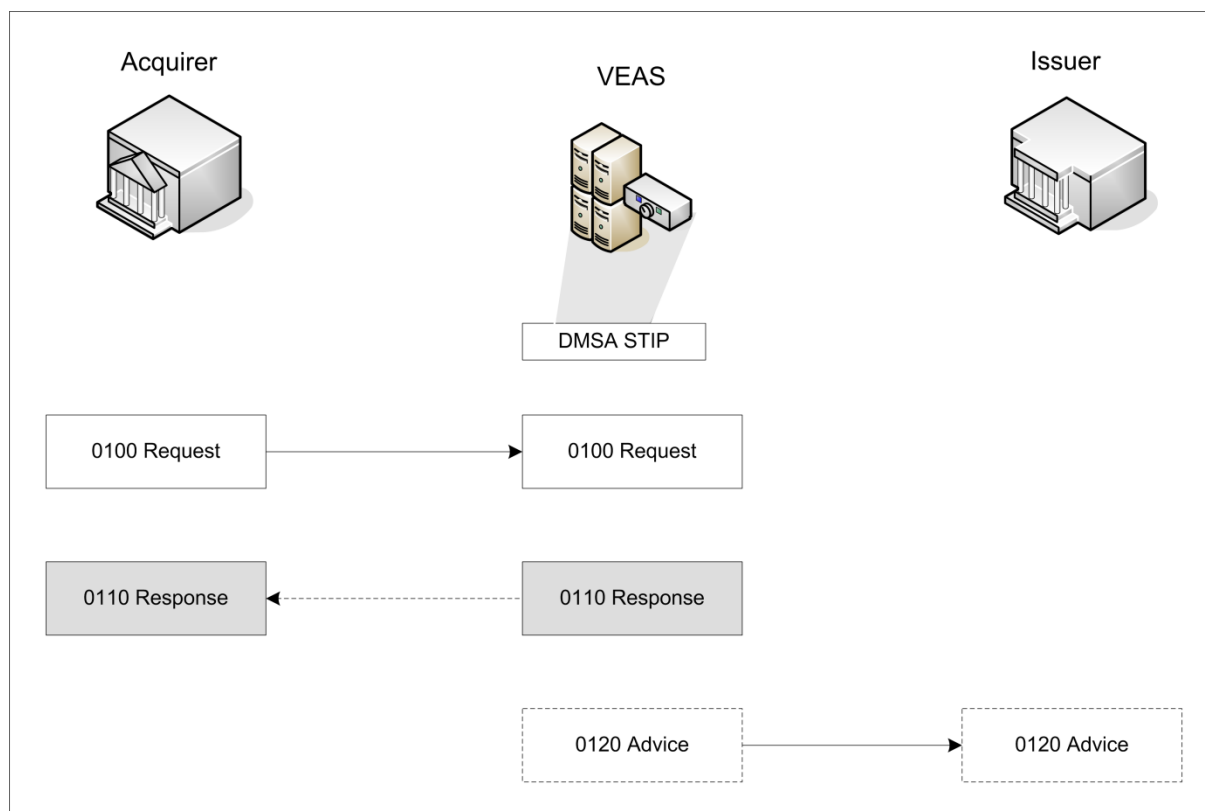 Acquirer
VEAS
Issuer
DMSA STIP
0100 Request
0100 Request
0110 Response
0110 Response
0120 Advice
0120 Advice